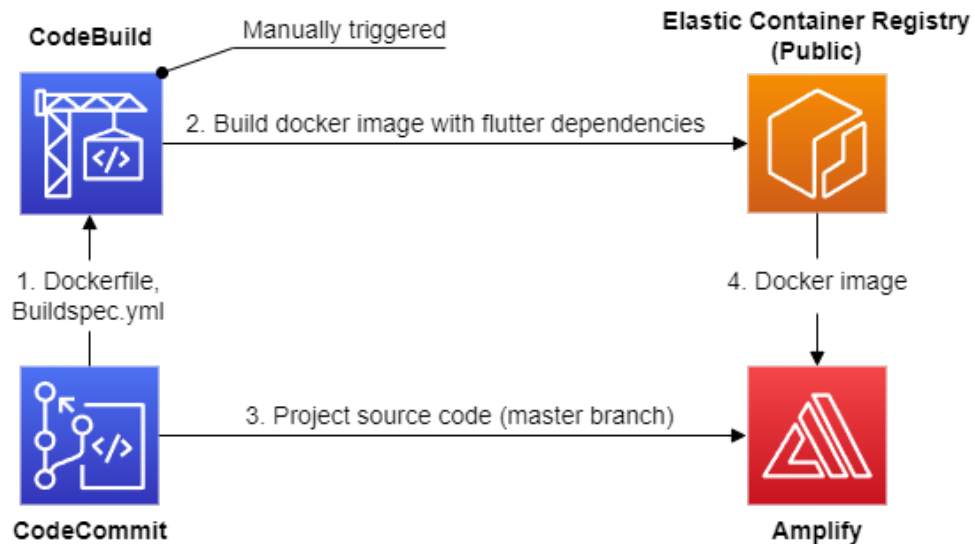 CodeBuild
Manually triggered
Elastic Container Registry
(Public)
</>
2. Build docker image with flutter dependencies
1. Dockerfile,
Buildspec.yml
4. Docker image
</>
3. Project source code (master branch)
CodeCommit
Amplify